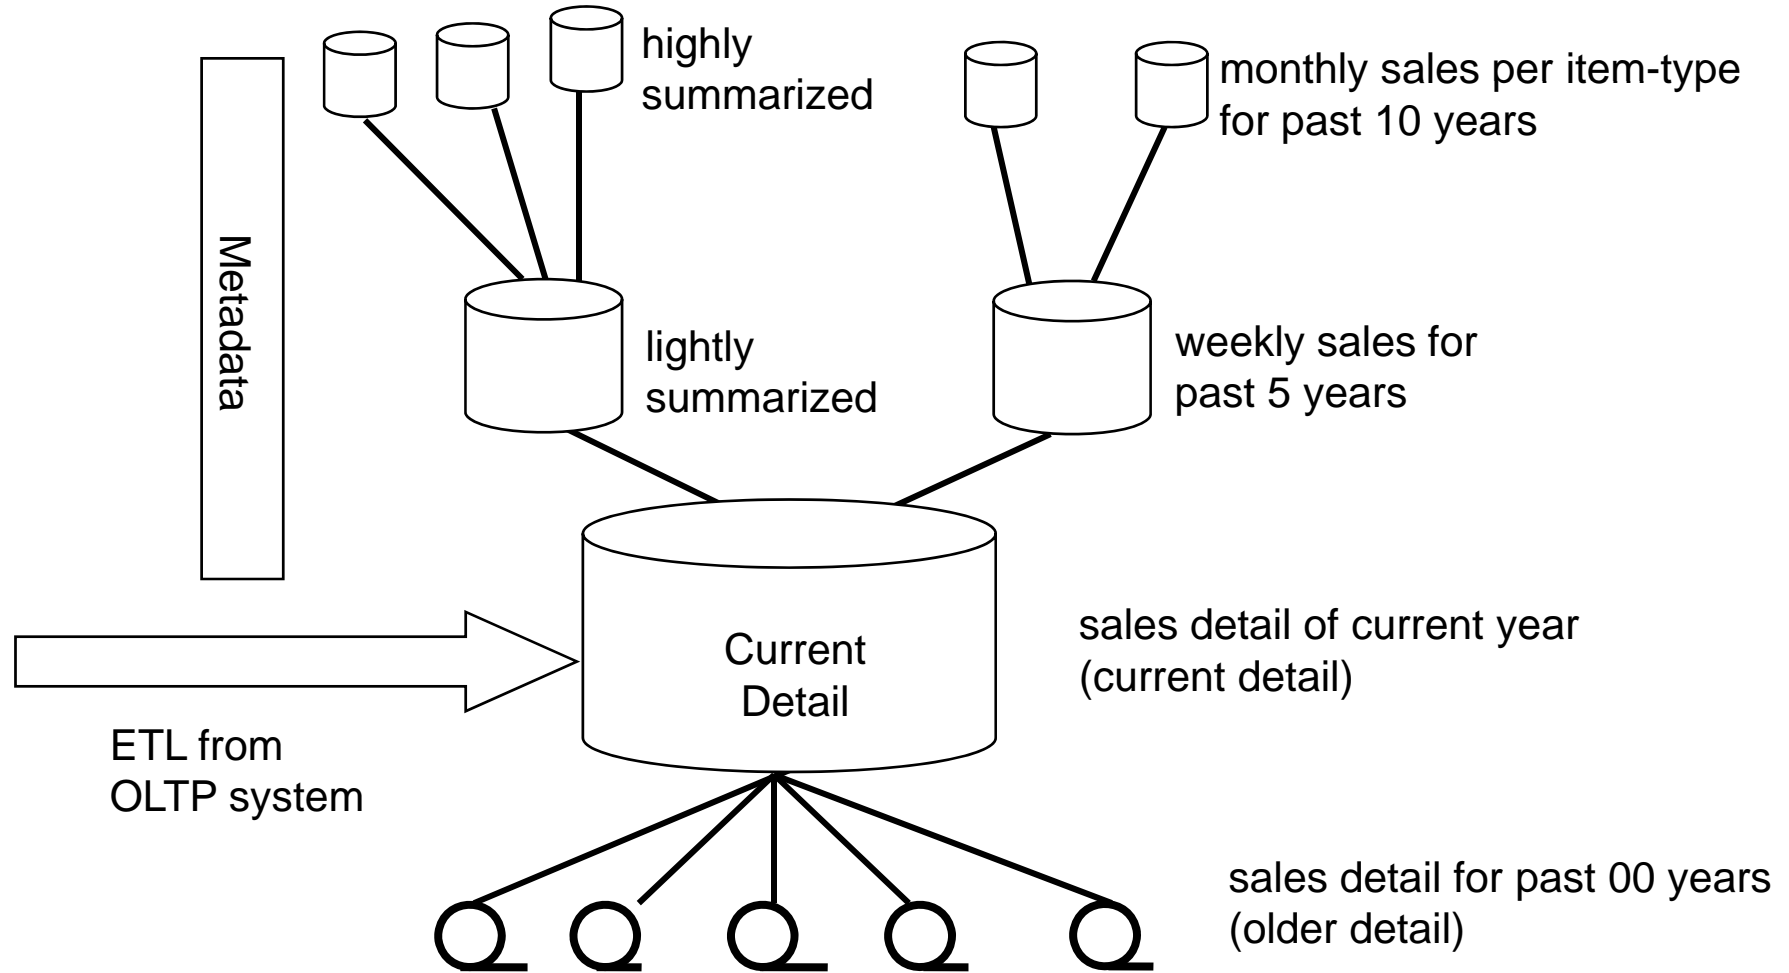 highly
summarized
monthly sales per item-type
for past 10 years
Metadata
lightly
summarized
weekly sales for
past 5 years
Current
Detail
sales detail of current year
(current detail)
ETL from
OLTP system
sales detail for past 00 years
(older detail)